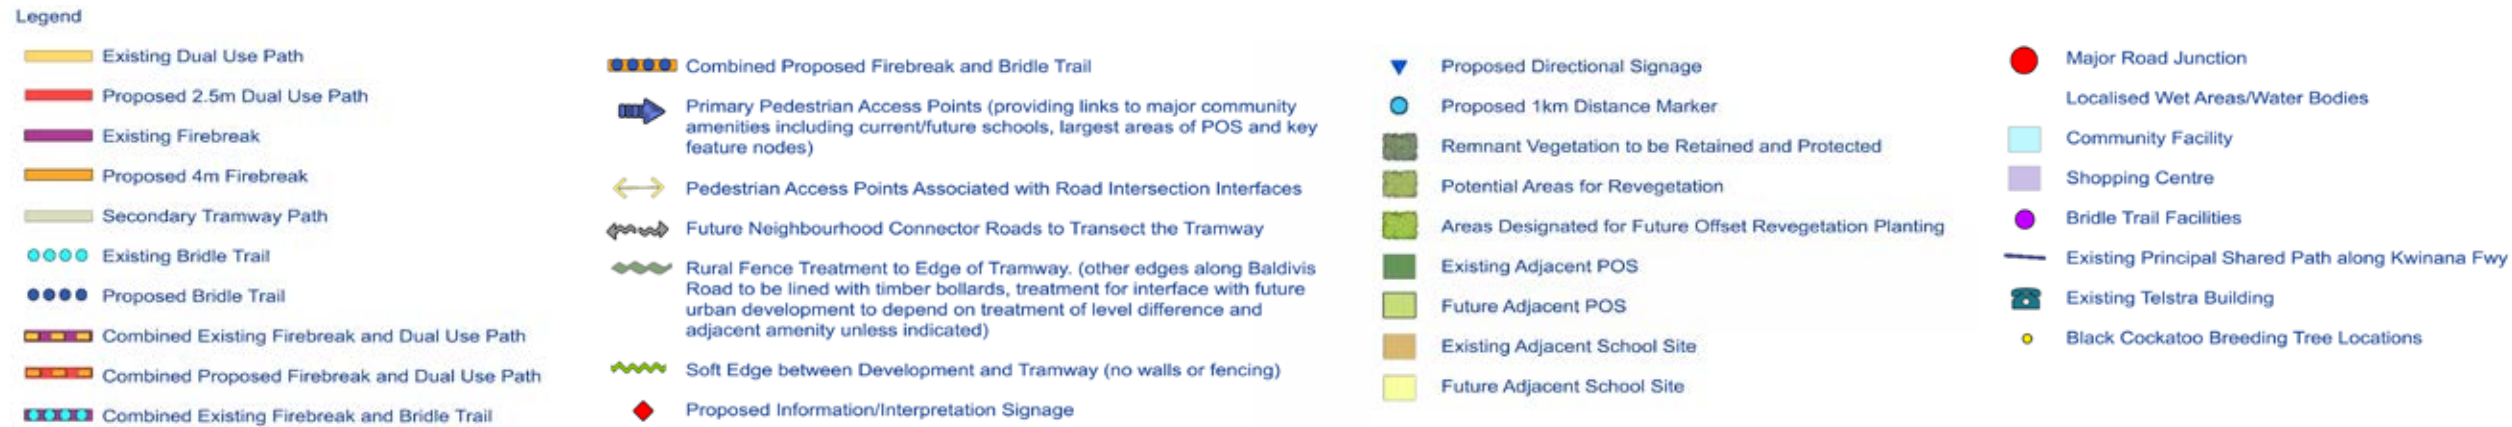 Legend
Existing Dual Use Path
Proposed 2.5m Dual Use Path
Existing Firebreak
Proposed 4m Firebreak
Secondary Tramway Path
Existing Bridle Trail
Proposed Bridle Trail
Combined Existing Firebreak and Dual Use Path
Combined Proposed Firebreak and Dual Use Path
Combined Existing Firebreak and Bridle Trail
Combined Proposed Firebreak and Bridle Trail
Primary Pedestrian Access Points (providing links to major community
amenities including current/future schools, largest areas of POS and key
feature nodes)
Pedestrian Access Points Associated with Road Intersection Interfaces
Future Neighbourhood Connector Roads to Transect the Tramway
Rural Fence Treatment to Edge of Tramway. (other edges along Baldivis
Road to be lined with timber bollards, treatment for interface with future
urban development to depend on treatment of level difference and
adjacent amenity unless indicated)
Soft Edge between Development and Tramway (no walls or fencing)
Proposed Information/Interpretation Signage
Proposed Directional Signage
Proposed 1km Distance Marker
Remnant Vegetation to be Retained and Protected
Potential Areas for Revegetation
Areas Designated for Future Offset Revegetation Planting
Existing Adjacent POS
Future Adjacent POS
Existing Adjacent School Site
Future Adjacent School Site
Major Road Junction
Localised Wet Areas/Water Bodies
Community Facility
Shopping Centre
Bridle Trail Facilities
Existing Principal Shared Path along Kwinana Fwy
Existing Telstra Building
Black Cockatoo Breeding Tree Locations